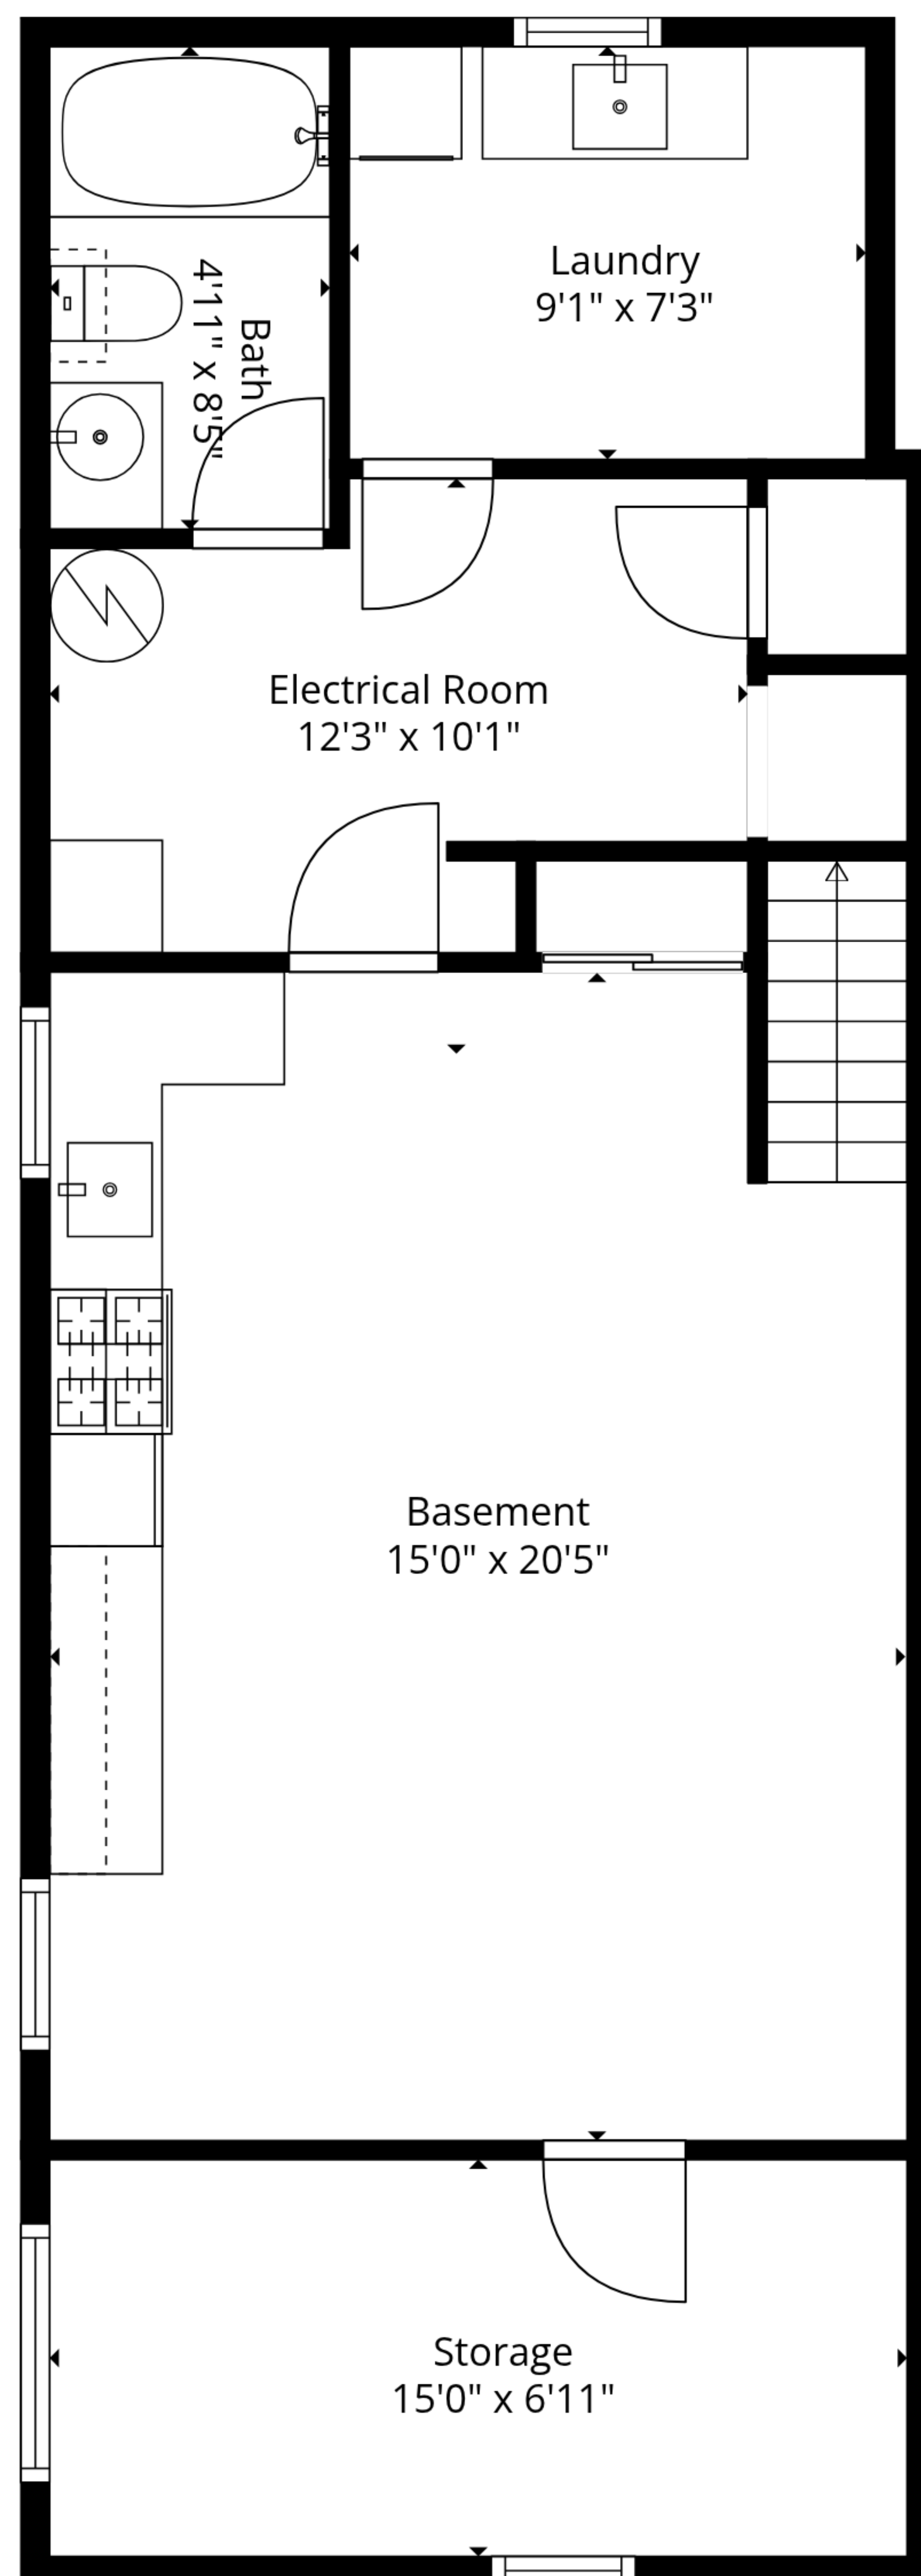 Laundry
9'1" x 7'3"
Bath
4'11" x 8'5"
Electrical Room
12'3" x 10'1"
Basement
15'0" x 20'5"
Storage
15'0" x 6'11"